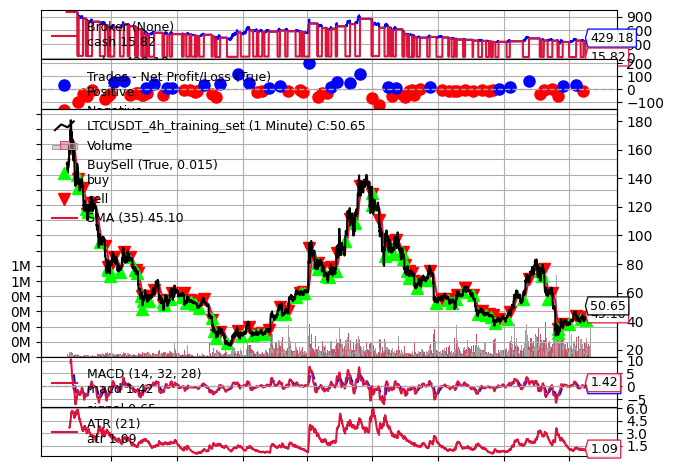 Broker (None)
cash 15.82
900
429.18
15.82
200
Trades - Net Profit/Loss (True)
Positive
100
0
−100
LTCUSDT_4h_training_set (1 Minute) C:50.65
Volume
BuySell (True, 0.015)
buy
sell
SMA (35) 45.10
180
160
140
120
100
80
60
50.65
40
20
1M
1M
0M
0M
0M
0M
0M
MACD (14, 32, 28)
macd 1.42
signal 0.65
10
5
1.42
0
−5
ATR (21)
atr 1.09
6.0
4.5
3.0
1.5
1.09